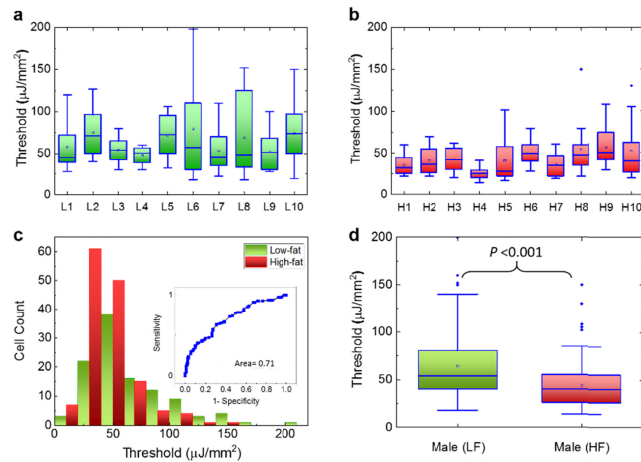 a
200
150
100
50
0
Threshold (μJ/mm²)
L1 L2 L3 L4 L5 L6 L7 L8 L9 L10
b
200
150
100
50
0
Threshold (μJ/mm²)
H1 H2 H3 H4 H5 H6 H7 H8 H9 H10
c
60
50
40
30
20
10
0
Cell Count
Low-fat
High-fat
1
0
Sensitivity
Area= 0.71
0.0 0.2 0.4 0.6 0.8 1.0
1- Specificity
0 50 100 150 200
Threshold (μJ/mm²)
d
200
150
100
50
0
Threshold (μJ/mm²)
P <0.001
Male (LF) Male (HF)